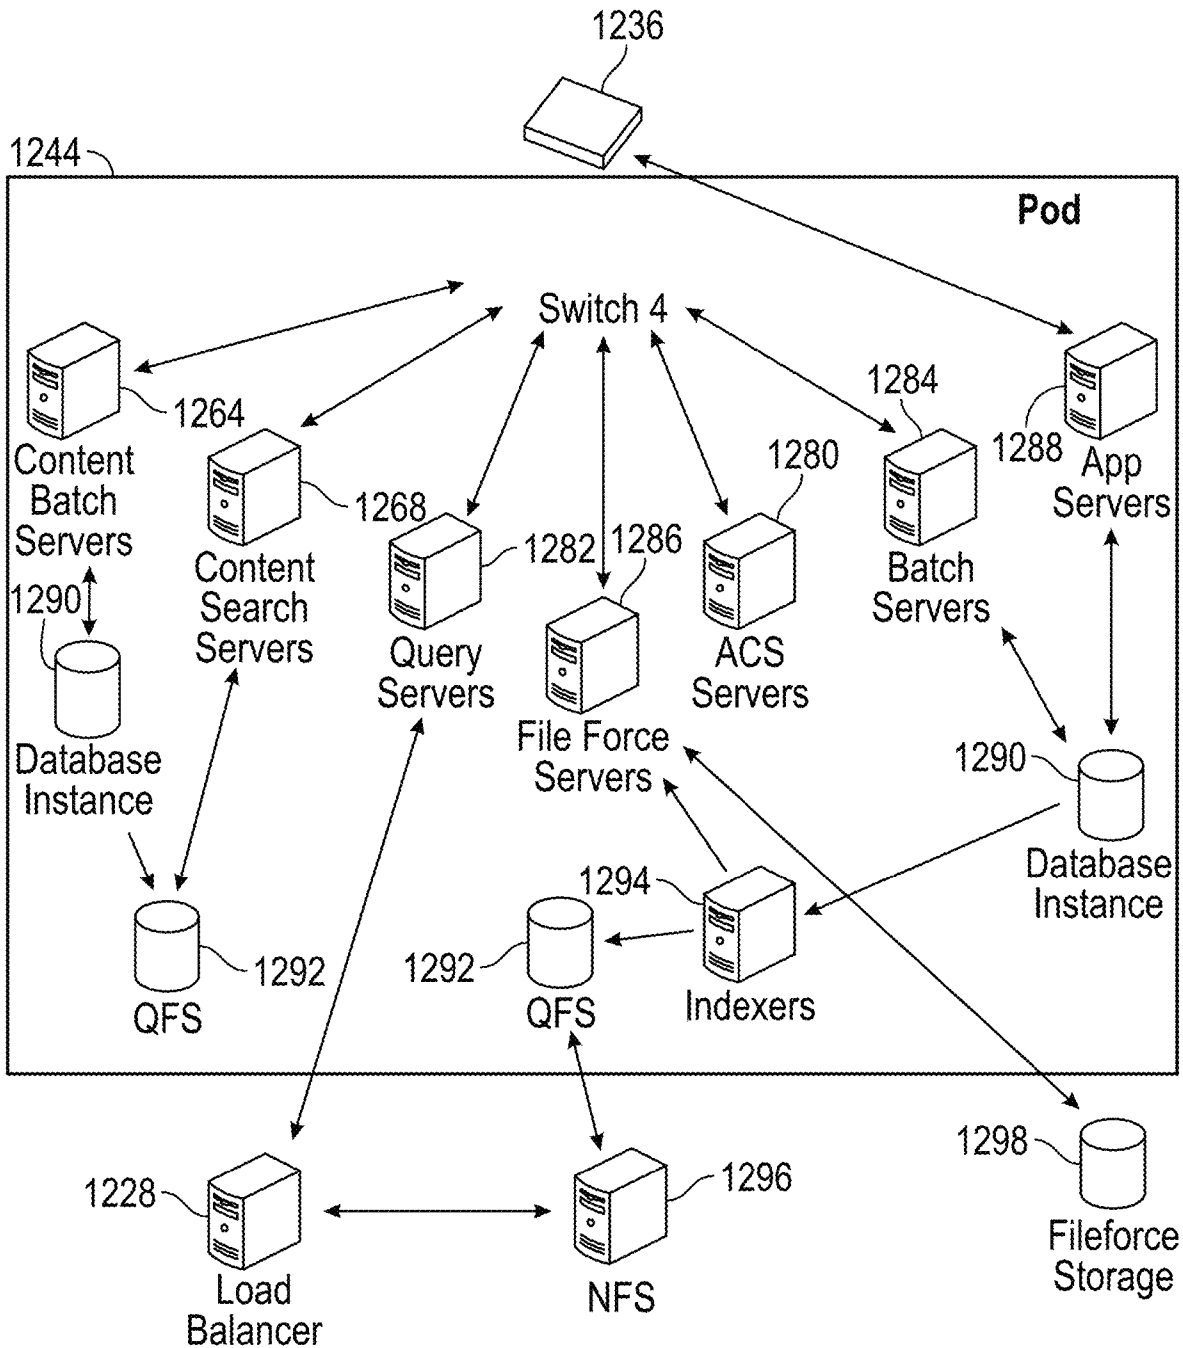 1236
1244
Pod
Switch 4
1264
Content
Batch
Servers
1268
Content
Search
Servers
1282
Query
Servers
1286
File Force
Servers
1280
ACS
Servers
1284
Batch
Servers
1288
App
Servers
1290
Database
Instance
1290
Database
Instance
1292
QFS
1292
QFS
1294
Indexers
1228
Load
Balancer
1296
NFS
1298
Fileforce
Storage